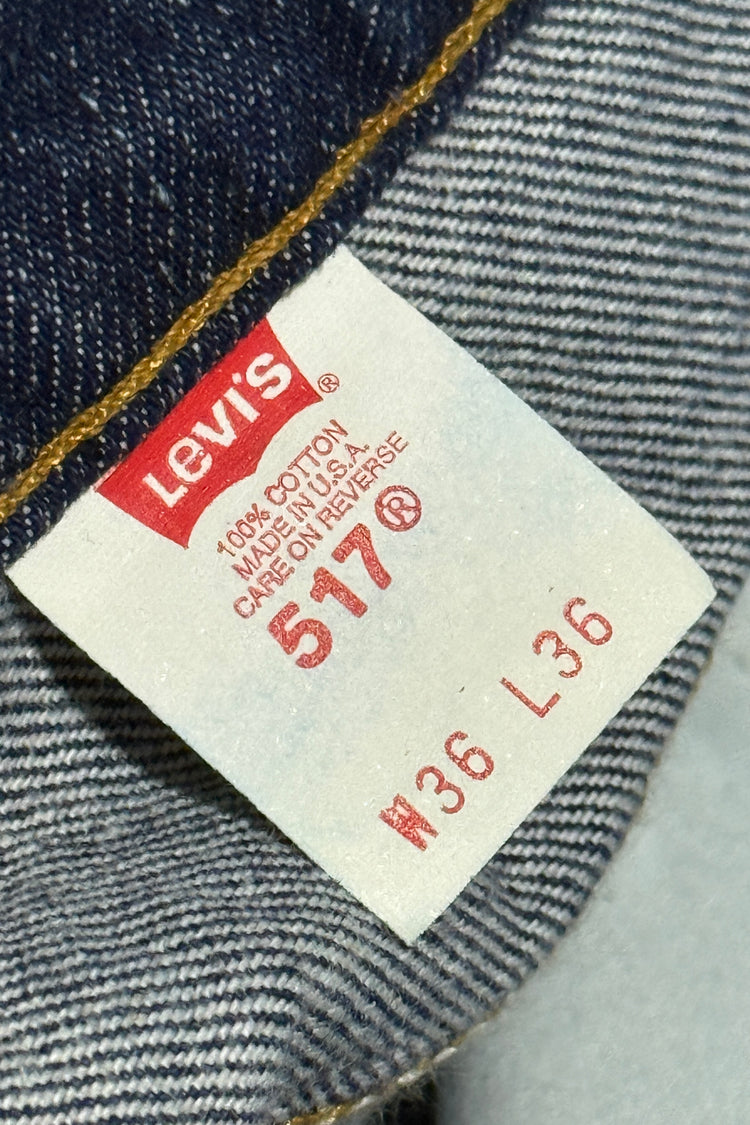 Levi's ®
100% COTTON
MADE IN U.S.A.
CARE ON REVERSE
517®
W36 L36